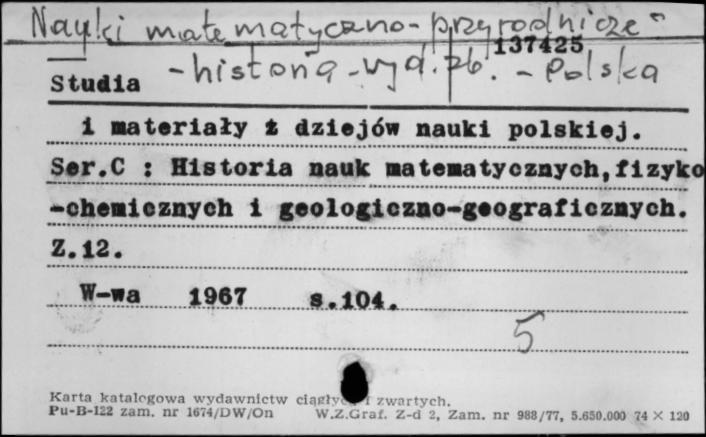 Nauki matematyczno-przyrodnicze -
137425
- historia - wyd. zb. - Polska
Studia
i materiały z dziejów nauki polskiej.
Ser.C : Historia nauk matematycznych,fizyko
-chemicznych i geologiczno-geograficznych.
Z.12.
W-wa 1967 s.104.
5
Karta katalogowa wydawnictw ciągłych i zwartych.
Pu-B-122 zam. nr 1674/DW/On W.Z.Graf. Z-d 2, Zam. nr 988/77, 5.650.000 74 × 120